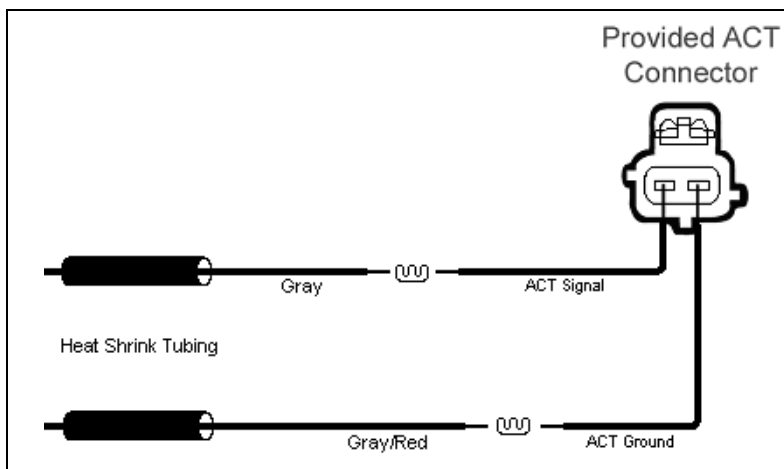 Provided ACT
Connector
Gray
ACT Signal
Heat Shrink Tubing
Gray/Red
ACT Ground